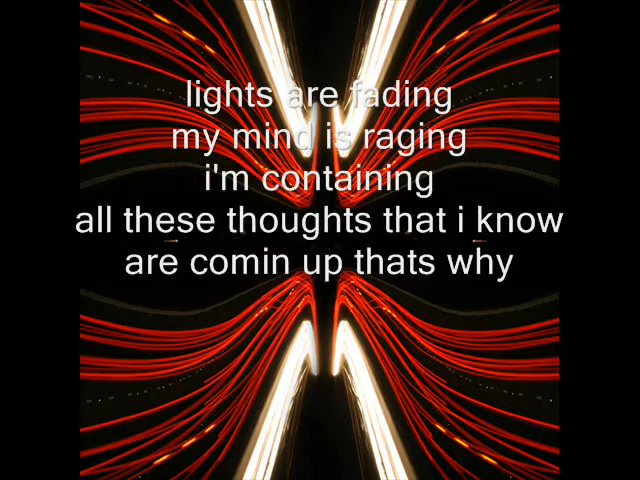 lights are fading
my mind is raging
i'm containing
all these thoughts that i know
are comin up thats why